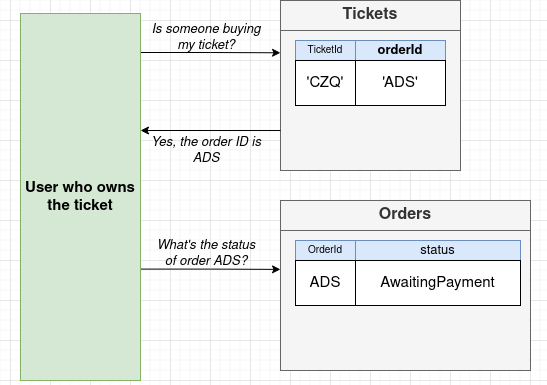 Tickets
Is someone buying
my ticket?
TicketId
orderId
'CZQ'
'ADS'
Yes, the order ID is
ADS
User who owns
the ticket
Orders
What's the status
of order ADS?
OrderId
status
ADS
AwaitingPayment